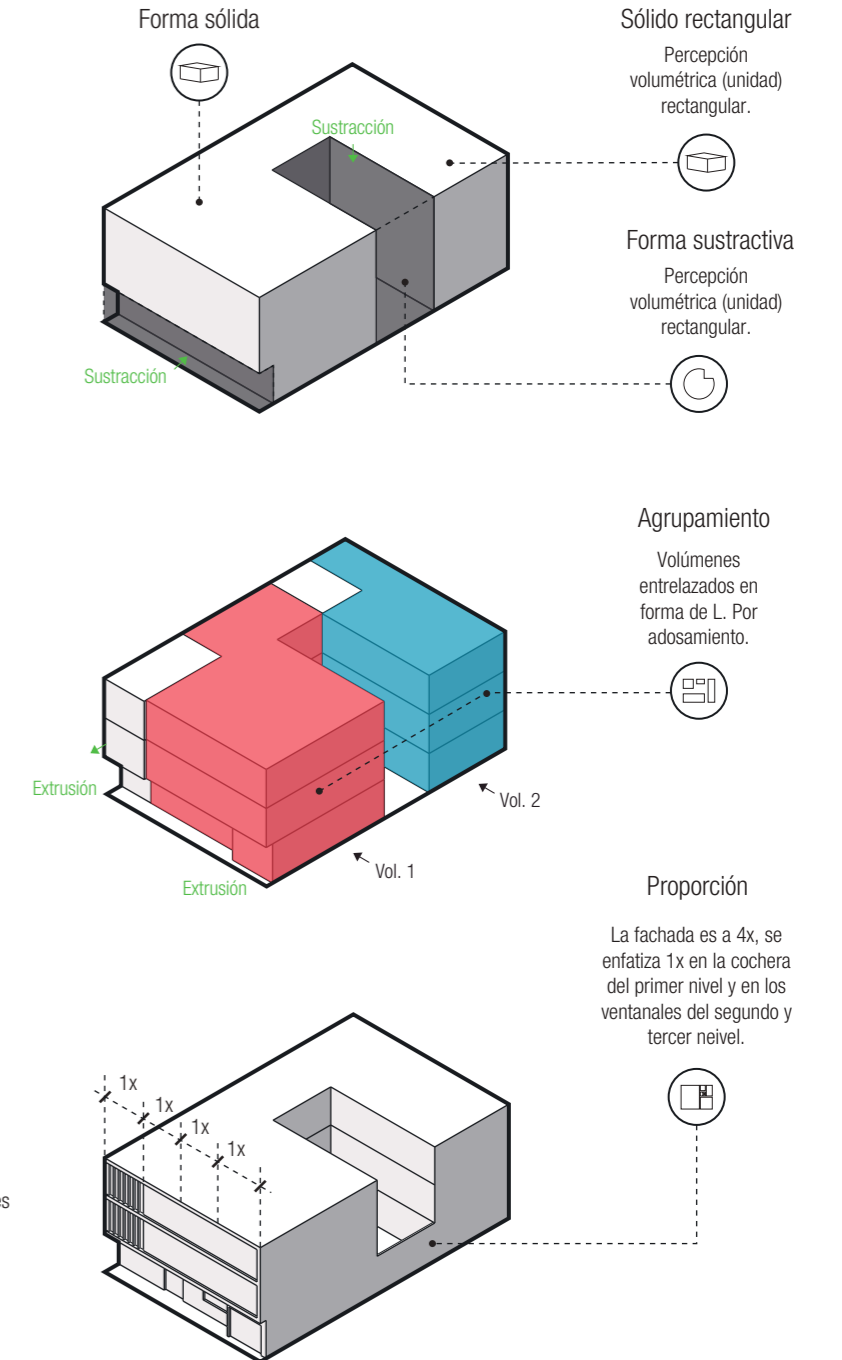 Forma sólida
Sustracción
Sustracción
Sólido rectangular
Percepción
volumétrica (unidad)
rectangular.
Forma sustractiva
Percepción
volumétrica (unidad)
rectangular.
Extrusión
Extrusión
Vol. 1
Vol. 2
Agrupamiento
Volúmenes
entrelazados en
forma de L. Por
adosamiento.
Proporción
La fachada es a 4x, se
enfatiza 1x en la cochera
del primer nivel y en los
ventanales del segundo y
tercer neivel.
1x
1x
1x
1x